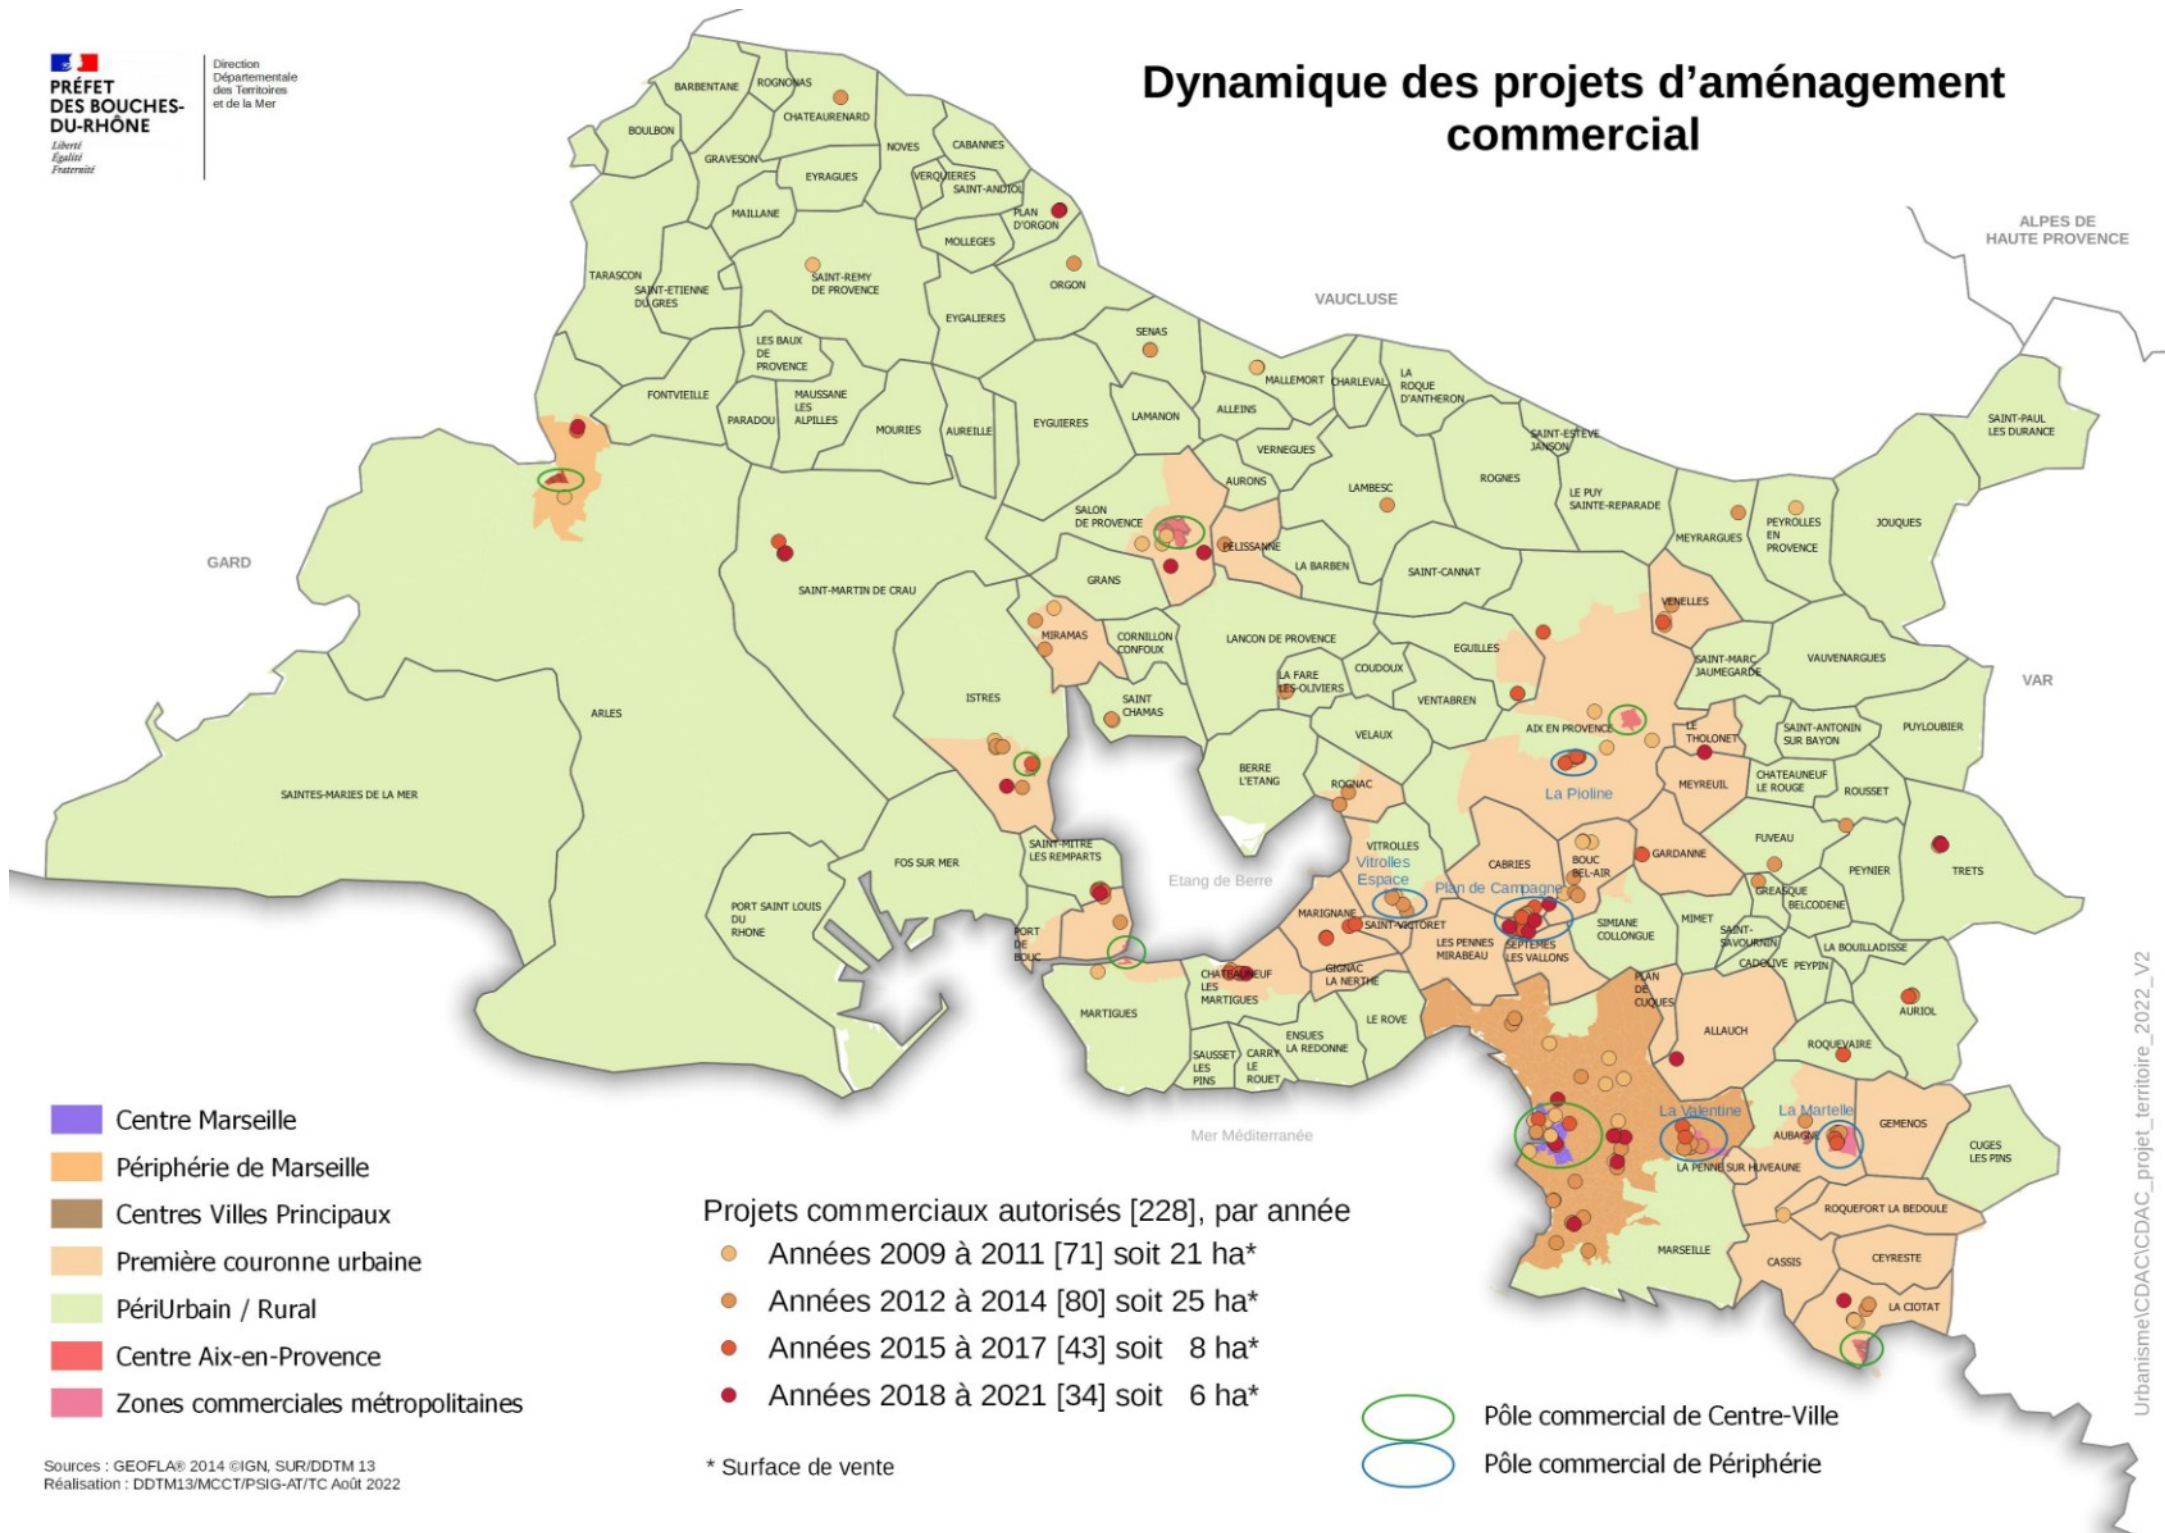 PRÉFET
DES BOUCHES-
DU-RHÔNE
Liberté
Égalité
Fraternité
Direction
Départementale
des Territoires
et de la Mer
Dynamique des projets d’aménagement
commercial
ALPES DE
HAUTE PROVENCE
VAUCLUSE
GARD
VAR
BARBENTANE
ROGNONAS
CHATEAURENARD
BOULBON
GRAVESON
NOVES
CABANNES
EYRAGUES
VERQUIERES
SAINT-ANDIOL
MAILLANE
PLAN
D'ORGON
MOLLEGES
TARASCON
SAINT-ETIENNE
DU GRES
SAINT-REMY
DE PROVENCE
ORGON
EYGALIERES
SENAS
LES BAUX
DE
PROVENCE
MALLEMORT
CHARLEVAL
LA
ROQUE
D'ANTHERON
FONTVIEILLE
PARADOU
MAUSSANE
LES
ALPILLES
MOURIES
AUREILLE
EYGUIERES
LAMANON
ALLEINS
VERNEGUES
SAINT-ESTEVE
JANSON
SAINT-PAUL
LES DURANCE
AURONS
LAMBESC
ROGNES
LE PUY
SAINTE-REPARADE
SALON
DE PROVENCE
PELISSANNE
MEYRARGUES
PEYROLLES
EN
PROVENCE
JOUQUES
LA BARBEN
SAINT-CANNAT
GRANS
SAINT-MARTIN DE CRAU
VENELLES
MIRAMAS
CORNILLON
CONFOUX
LANCON DE PROVENCE
EGUILLES
SAINT-MARC
JAUMEGARDE
VAUVENARGUES
COUDOUX
LA FARE
LES-OLIVIERS
VENTABREN
ISTRES
SAINT
CHAMAS
ARLES
AIX EN PROVENCE
LE
THOLONET
SAINT-ANTONIN
SUR BAYON
PUYLOUBIER
VELAUX
BERRE
L'ETANG
ROGNAC
La Pioline
MEYREUIL
CHATEAUNEUF
LE ROUGE
ROUSSET
SAINTES-MARIES DE LA MER
FOS SUR MER
SAINT-MITRE
LES REMPARTS
VITROLLES
Vitrolles
Espace
CABRIES
BOUC
BEL-AIR
GARDANNE
FUVEAU
PEYNIER
TRETS
Etang de Berre
Plan de Campagne
GREASQUE
BELCODENE
PORT SAINT LOUIS
DU
RHONE
MARIGNANE
SAINT-VICTORET
SIMIANE
COLLONGUE
MIMET
SAINT-
SAVOURNIN
LA BOUILLADISSE
PORT
DE
BOUC
LES PENNES
MIRABEAU
SEPTEMES
LES VALLONS
CADOLIVE
PEYPIN
CHATEAUNEUF
LES
MARTIGUES
GIGNAC
LA NERTHE
PLAN
DE
CUQUES
MARTIGUES
LE ROVE
ALLAUCH
AURIOL
ENSUES
LA REDONNE
ROQUEVAIRE
SAUSSET
LES
PINS
CARRY
LE
ROUET
La Valentine
La Martelle
AUBAGNE
GEMENOS
CUGES
LES PINS
Mer Méditerranée
LA PENNE SUR HUVEAUNE
ROQUEFORT LA BEDOULE
MARSEILLE
CASSIS
CEYRESTE
LA CIOTAT
Centre Marseille
Périphérie de Marseille
Centres Villes Principaux
Première couronne urbaine
PériUrbain / Rural
Centre Aix-en-Provence
Zones commerciales métropolitaines
Projets commerciaux autorisés [228], par année
Années 2009 à 2011 [71] soit 21 ha*
Années 2012 à 2014 [80] soit 25 ha*
Années 2015 à 2017 [43] soit 8 ha*
Années 2018 à 2021 [34] soit 6 ha*
* Surface de vente
Pôle commercial de Centre-Ville
Pôle commercial de Périphérie
Sources : GEOFLA® 2014 ©IGN, SUR/DDTM 13
Réalisation : DDTM13/MCCT/PSIG-AT/TC Août 2022
Urbanisme\CDAC\CDAC_projet_territoire_2022_V2